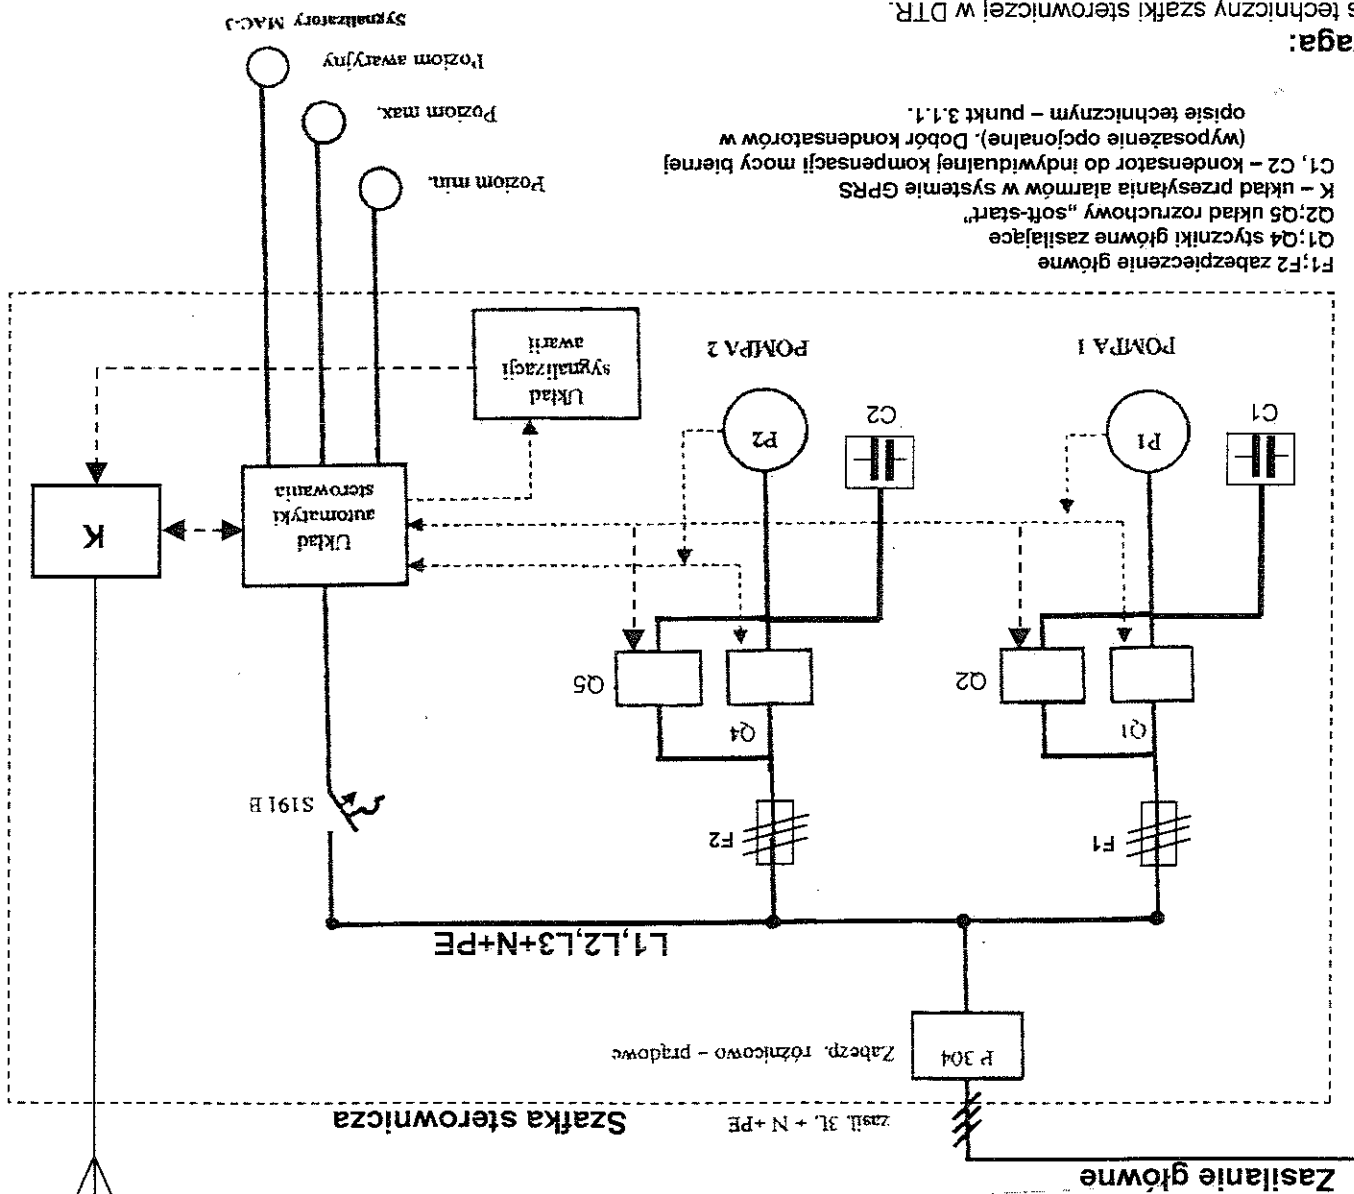 Zasilanie główne
zasil. 3L + N +PE
Szafka sterownicza
P 304
Zabezp. różnicowo – prądowe
L1,L2,L3+N+PE
F1
F2
S191 B
Q1
Q2
Q4
Q5
Układ
automatyki
sterowania
K
C1
P1
C2
P2
Układ
sygnalizacji
awarii
POMPA 1
POMPA 2
F1;F2 zabezpieczenie główne
Q1;Q4 styczniki główne zasilające
Q2;Q5 układ rozruchowy „soft-start"
K – układ przesyłania alarmów w systemie GPRS
C1, C2 – kondensator do indywidualnej kompensacji mocy biernej
(wyposażenie opcjonalne). Dobór kondensatorów w
opisie technicznym – punkt 3.1.1.
Poziom min.
Poziom max.
Poziom awaryjny
Sygnalizatory MAC-3
aga:
s techniczny szafki sterowniczej w DTR.